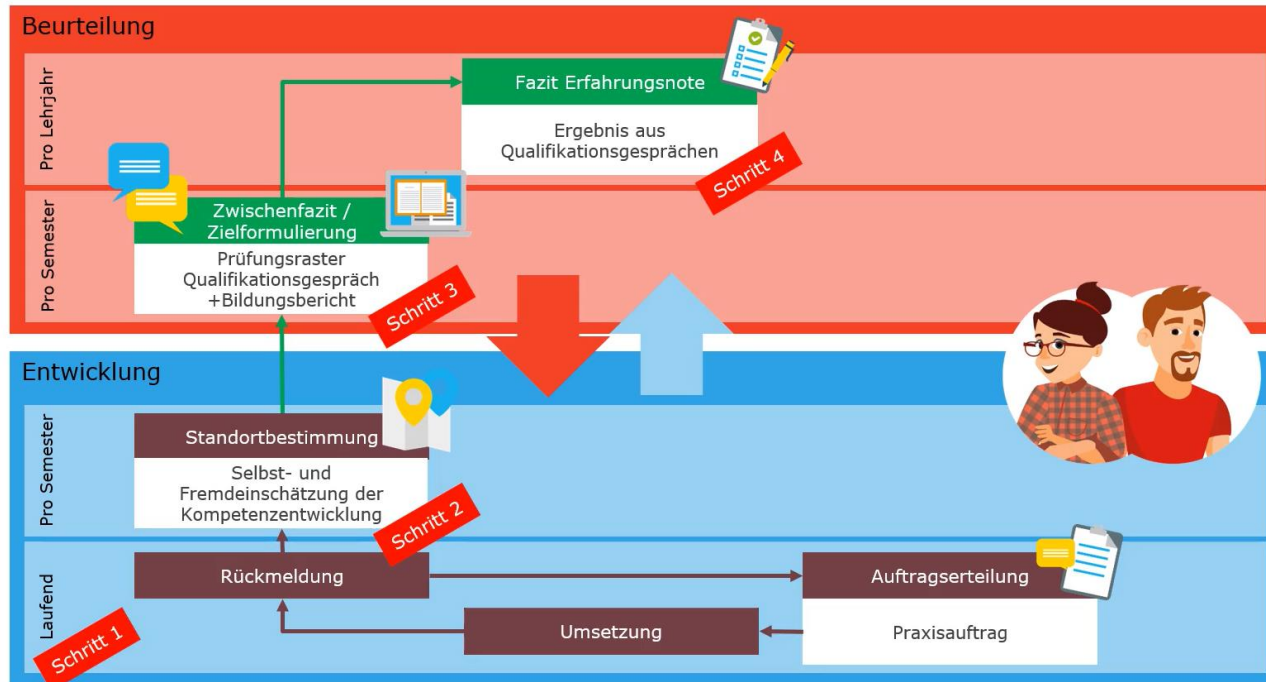 Beurteilung
Pro Lehrjahr
Fazit Erfahrungsnote
Ergebnis aus
Qualifikationsgesprächen
Schritt 4
Pro Semester
Zwischenfazit /
Zielformulierung
Prüfungsraster
Qualifikationsgespräch
+Bildungsbericht
Schritt 3
Entwicklung
Pro Semester
Standortbestimmung
Selbst- und
Fremdeinschätzung der
Kompetenzentwicklung
Schritt 2
Laufend
Rückmeldung
Auftragserteilung
Umsetzung
Praxisauftrag
Schritt 1